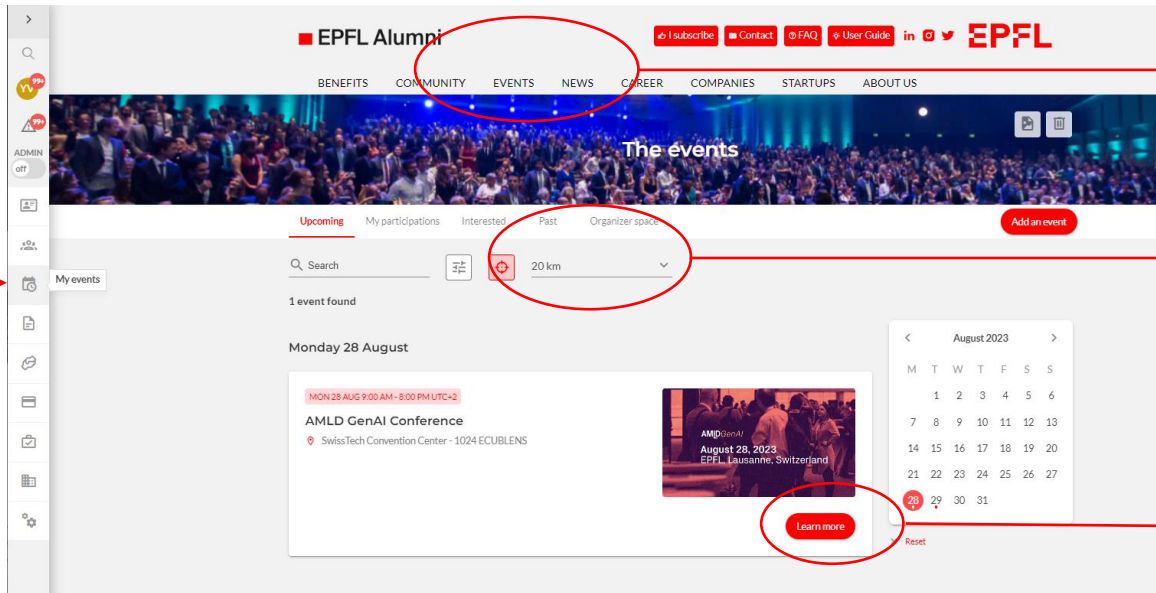 EPFL Alumni
I subscribe
Contact
FAQ
User Guide
in
EPFL
BENEFITS COMMUNITY EVENTS NEWS CAREER COMPANIES STARTUPS ABOUT US
99+
YV
99+
ADMIN
off
The events
Upcoming My participations Interested Past Organizer space
Add an event
Search
20 km
My events
1 event found
Monday 28 August
MON 28 AUG 9:00 AM - 8:00 PM UTC+2
AMLD GenAI Conference
SwissTech Convention Center - 1024 ECUBLENS
AMLDGenAI
August 28, 2023
EPFL, Lausanne, Switzerland
Learn more
August 2023
M T W T F S S
1 2 3 4 5 6
7 8 9 10 11 12 13
14 15 16 17 18 19 20
21 22 23 24 25 26 27
28 29 30 31
Reset